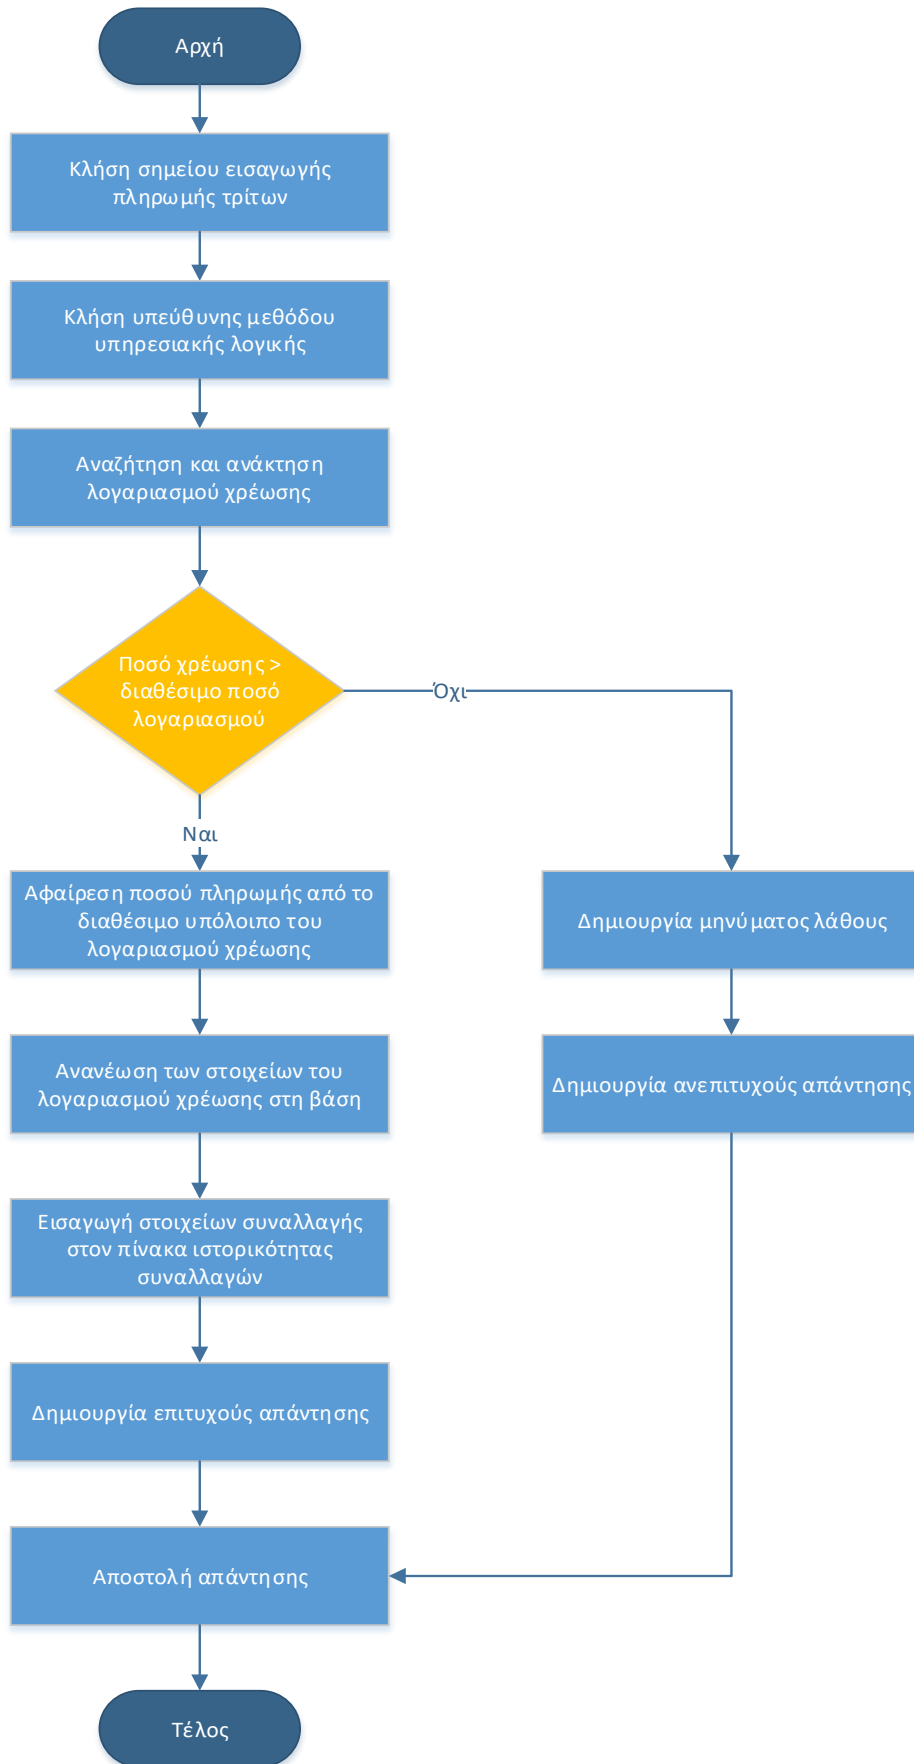 Αρχή
Κλήση σημείου εισαγωγής
πληρωμής τρίτων
Κλήση υπεύθυνης μεθόδου
υπηρεσιακής λογικής
Αναζήτηση και ανάκτηση
λογαριασμού χρέωσης
Ποσό χρέωσης >
διαθέσιμο ποσό
λογαριασμού
Όχι
Ναι
Αφαίρεση ποσού πληρωμής από το
διαθέσιμο υπόλοιπο του
λογαριασμού χρέωσης
Δημιουργία μηνύματος λάθους
Ανανέωση των στοιχείων του
λογαριασμού χρέωσης στη βάση
Δημιουργία ανεπιτυχούς απάντησης
Εισαγωγή στοιχείων συναλλαγής
στον πίνακα ιστορικότητας
συναλλαγών
Δημιουργία επιτυχούς απάντησης
Αποστολή απάντησης
Τέλος